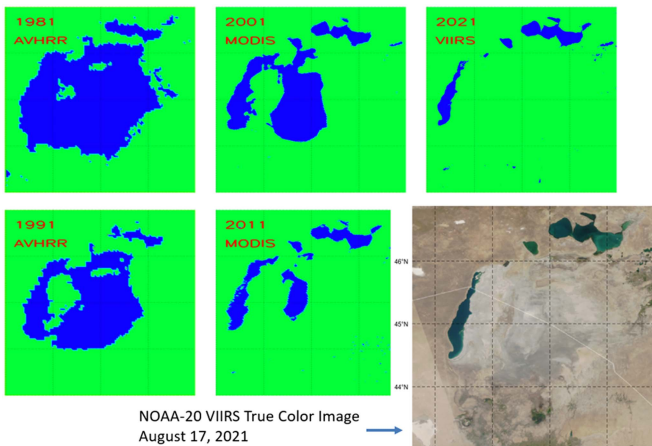 1981
AVHRR
2001
MODIS
2021
VIIRS
1991
AVHRR
2011
MODIS
46°N
45°N
44°N
NOAA-20 VIIRS True Color Image
August 17, 2021